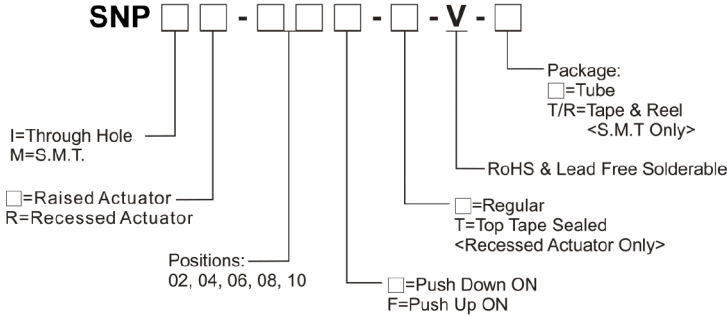 SNP □ □ - □ □ □ - □ - V - □
Package:
□=Tube
T/R=Tape & Reel
<S.M.T Only>
I=Through Hole
M=S.M.T.
RoHS & Lead Free Solderable
□=Raised Actuator
R=Recessed Actuator
□=Regular
T=Top Tape Sealed
<Recessed Actuator Only>
Positions:
02, 04, 06, 08, 10
□=Push Down ON
F=Push Up ON